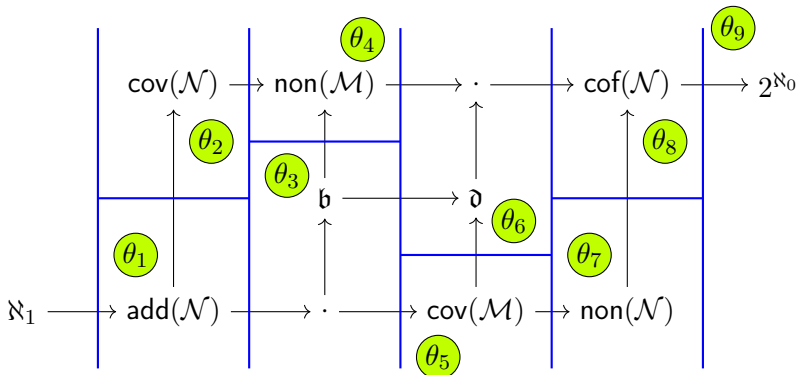 θ₉
θ₄
cov(𝒩) non(ℳ) · cof(𝒩) 2^ℵ₀
θ₂ θ₈
θ₃
𝔟 𝔡
θ₆
θ₁ θ₇
ℵ₁ add(𝒩) · cov(ℳ) non(𝒩)
θ₅